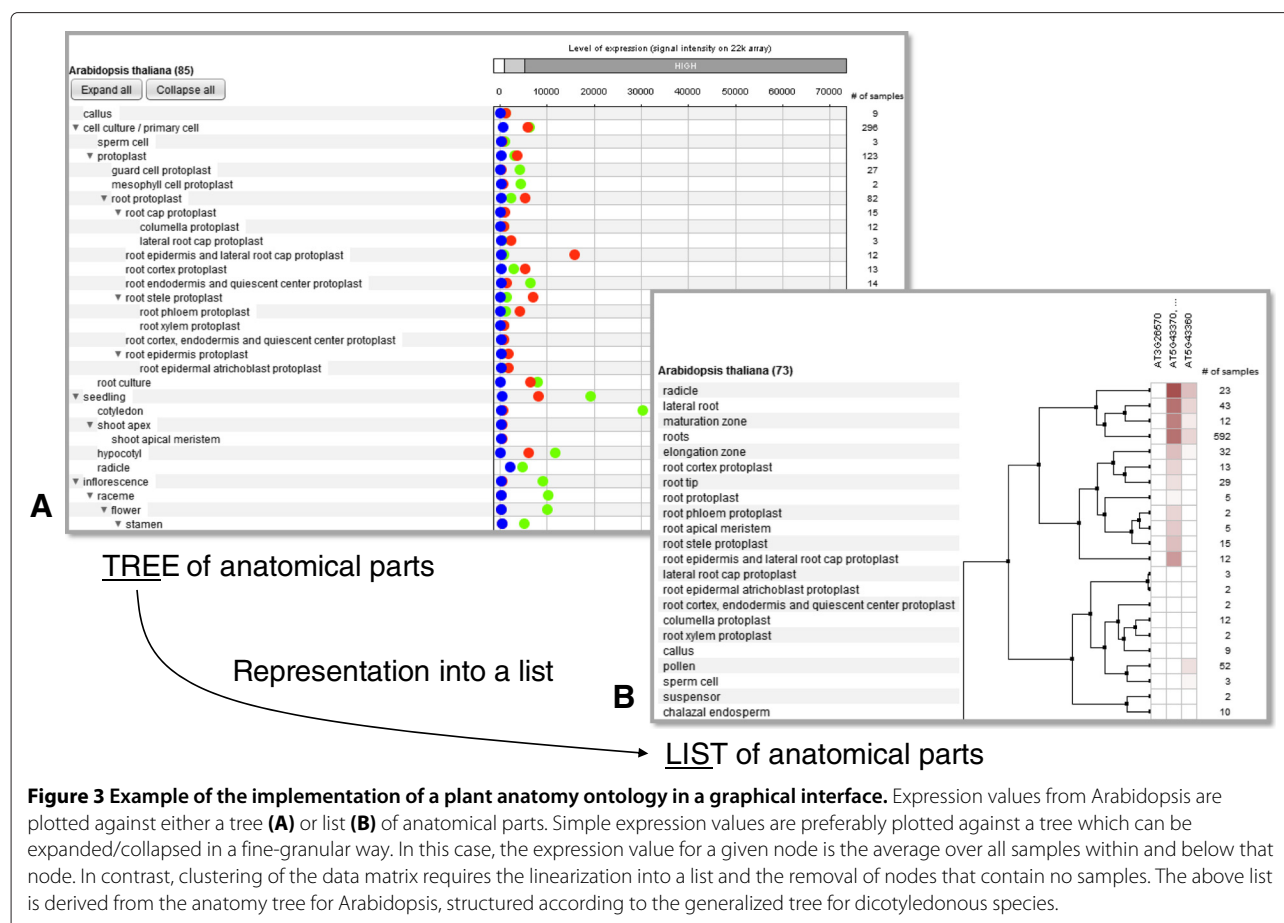 Level of expression (signal intensity on 22k array)
HIGH
Arabidopsis thaliana (85)
Expand all Collapse all
0 10000 20000 30000 40000 50000 60000 70000 # of samples
callus 9
▼ cell culture / primary cell 296
sperm cell 3
▼ protoplast 123
guard cell protoplast 27
mesophyll cell protoplast 2
▼ root protoplast 82
▼ root cap protoplast 15
columella protoplast 12
lateral root cap protoplast 3
root epidermis and lateral root cap protoplast 12
root cortex protoplast 13
root endodermis and quiescent center protoplast 14
▼ root stele protoplast
▼ root phloem protoplast
root xylem protoplast
root cortex, endodermis and quiescent center protoplast
▼ root epidermis protoplast
root epidermal atrichoblast protoplast
root culture
▼ seedling
cotyledon
▼ shoot apex
shoot apical meristem
hypocotyl
radicle
▼ inflorescence
▼ raceme
▼ flower
▼ stamen
A
TREE of anatomical parts
Representation into a list
AT3G26570
AT5G43370, ...
AT5G43360
Arabidopsis thaliana (73) # of samples
radicle 23
lateral root 43
maturation zone 12
roots 592
elongation zone 32
root cortex protoplast 13
root tip 29
root protoplast 5
root phloem protoplast 2
root apical meristem 5
root stele protoplast 15
root epidermis and lateral root cap protoplast 12
lateral root cap protoplast 3
root epidermal atrichoblast protoplast 2
root cortex, endodermis and quiescent center protoplast 2
columella protoplast 12
root xylem protoplast 2
callus 9
pollen 52
sperm cell 3
suspensor 2
chalazal endosperm 10
B
LIST of anatomical parts
Figure 3 Example of the implementation of a plant anatomy ontology in a graphical interface. Expression values from Arabidopsis are
plotted against either a tree (A) or list (B) of anatomical parts. Simple expression values are preferably plotted against a tree which can be
expanded/collapsed in a fine-granular way. In this case, the expression value for a given node is the average over all samples within and below that
node. In contrast, clustering of the data matrix requires the linearization into a list and the removal of nodes that contain no samples. The above list
is derived from the anatomy tree for Arabidopsis, structured according to the generalized tree for dicotyledonous species.